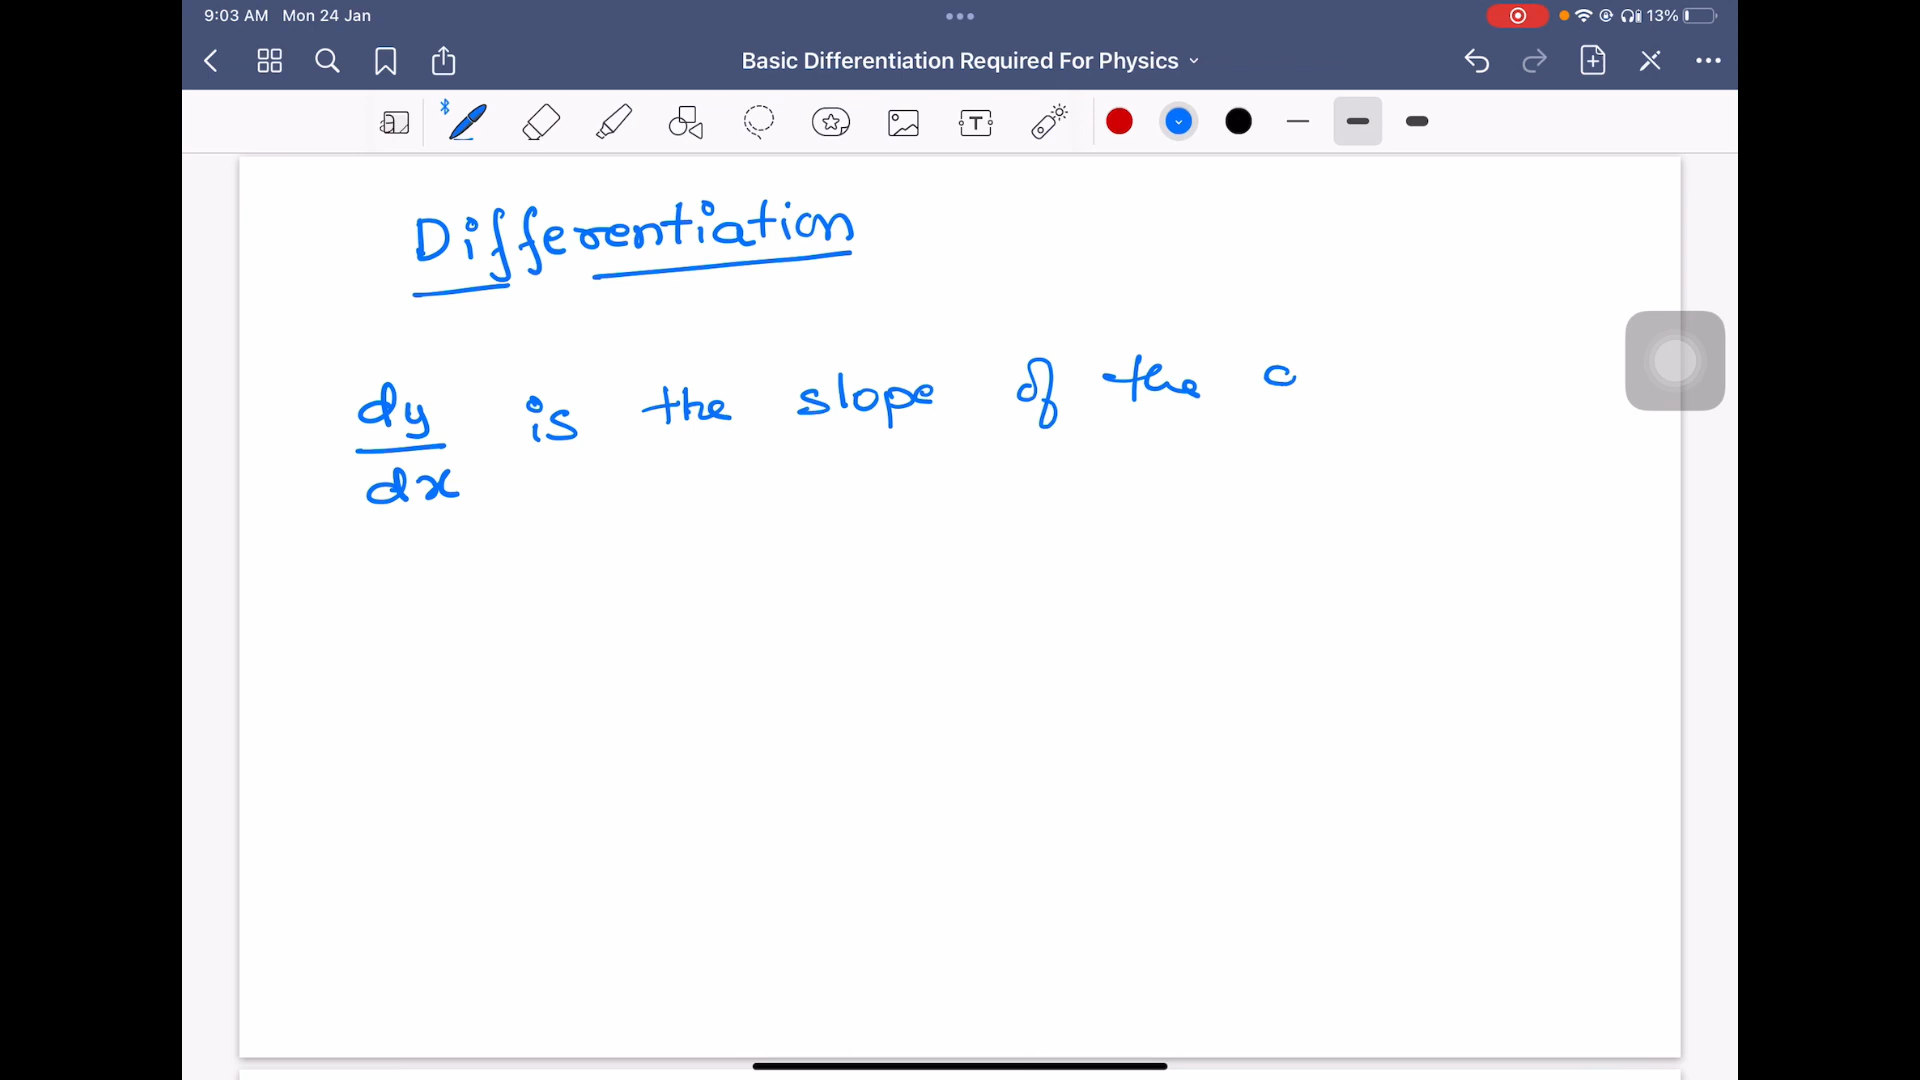 9:03 AM Mon 24 Jan
13%
Basic Differentiation Required For Physics
Differentiation
dy/dx is the slope of the c